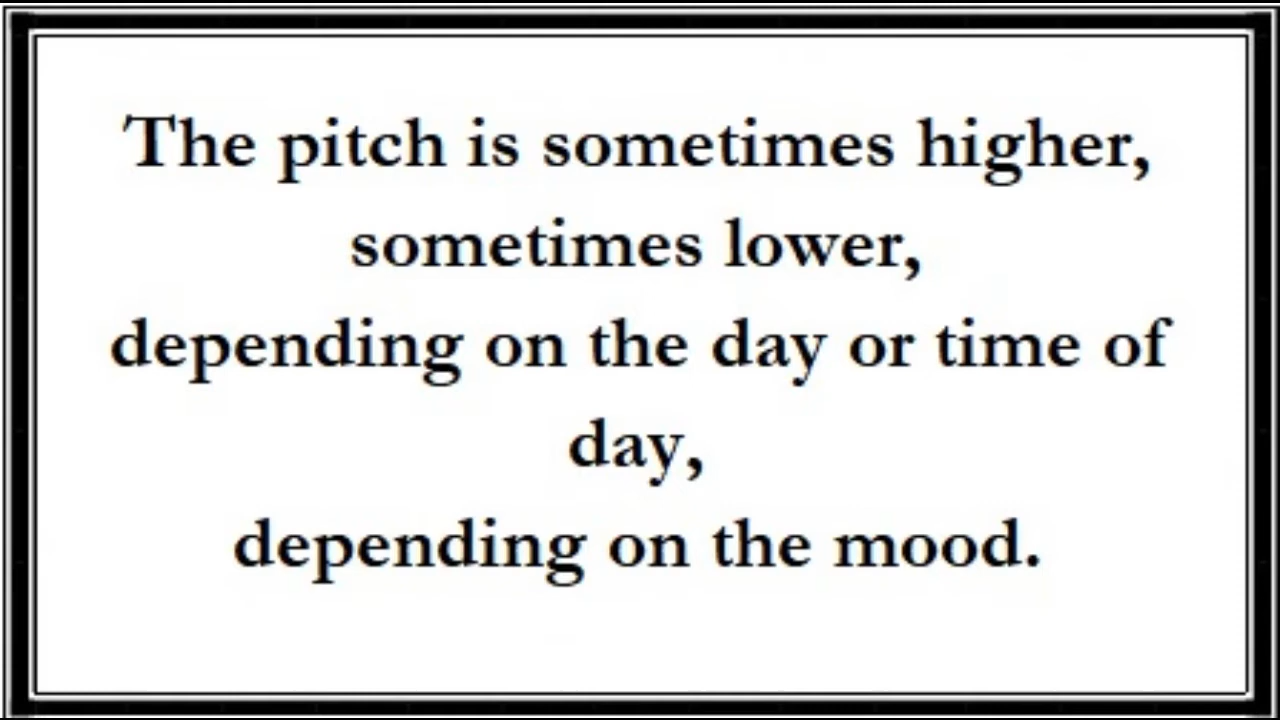 The pitch is sometimes higher,
sometimes lower,
depending on the day or time of
day,
depending on the mood.